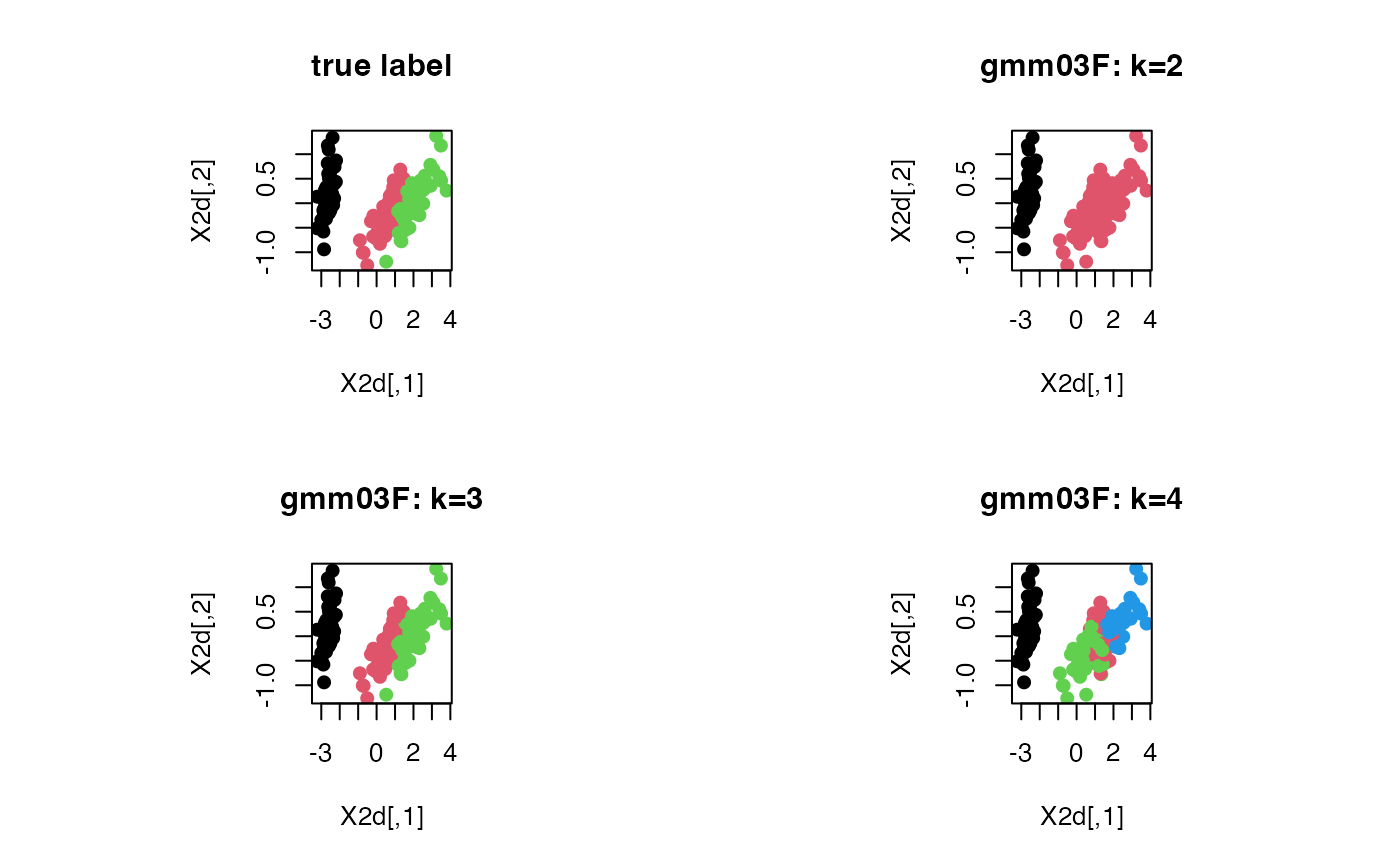 true label
X2d[,2]
-1.0 0.5
-3 0 2 4
X2d[,1]
gmm03F: k=2
X2d[,2]
-1.0 0.5
-3 0 2 4
X2d[,1]
gmm03F: k=3
X2d[,2]
-1.0 0.5
-3 0 2 4
X2d[,1]
gmm03F: k=4
X2d[,2]
-1.0 0.5
-3 0 2 4
X2d[,1]